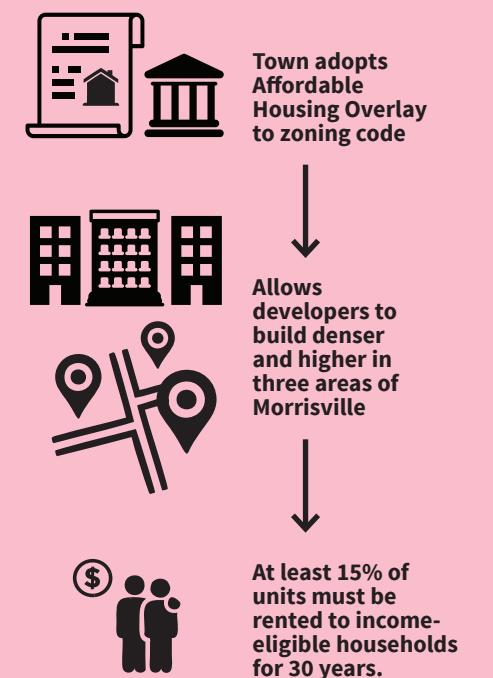 Town adopts
Affordable
Housing Overlay
to zoning code
Allows
developers to
build denser
and higher in
three areas of
Morrisville
$
At least 15% of
units must be
rented to income-
eligible households
for 30 years.